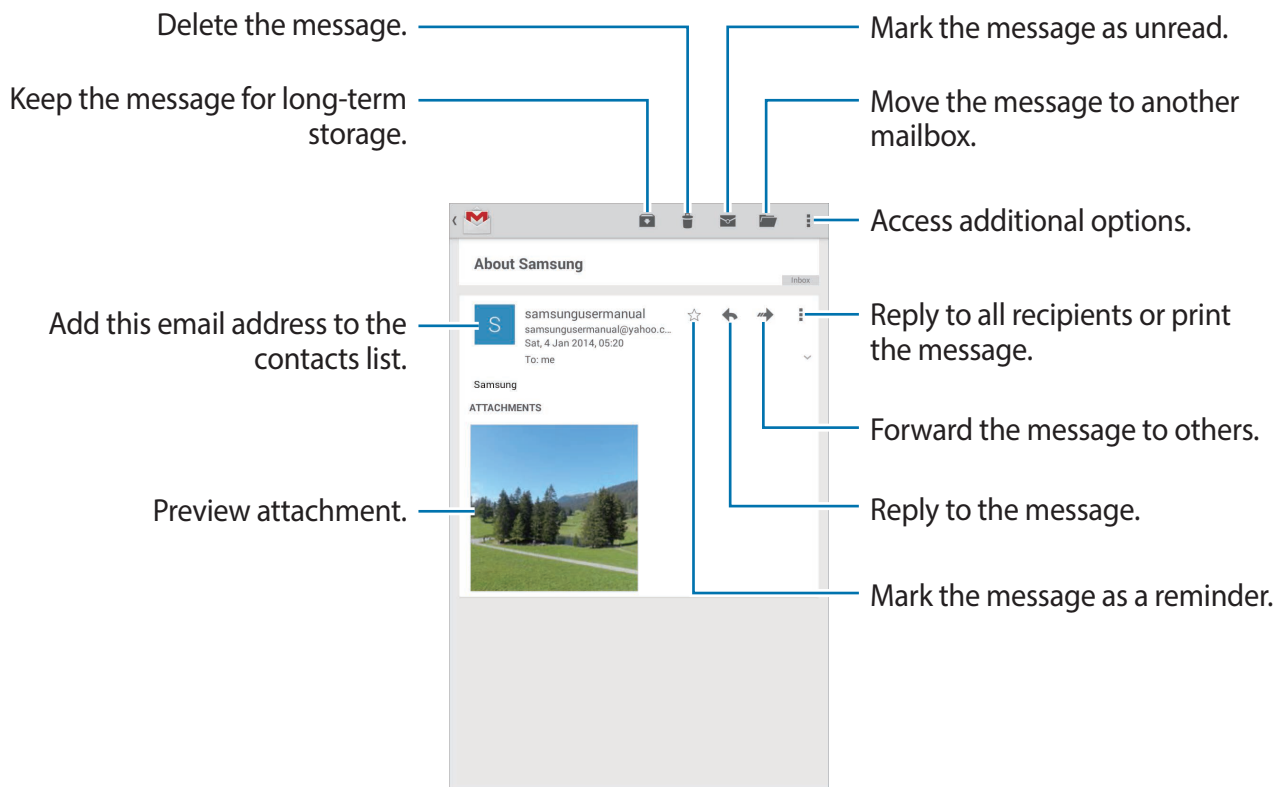 Delete the message.
Keep the message for long-term
storage.
Add this email address to the
contacts list.
Preview attachment.
About Samsung
Inbox
S
samsungusermanual
samsungusermanual@yahoo.c...
Sat, 4 Jan 2014, 05:20
To: me
Samsung
ATTACHMENTS
Mark the message as unread.
Move the message to another
mailbox.
Access additional options.
Reply to all recipients or print
the message.
Forward the message to others.
Reply to the message.
Mark the message as a reminder.